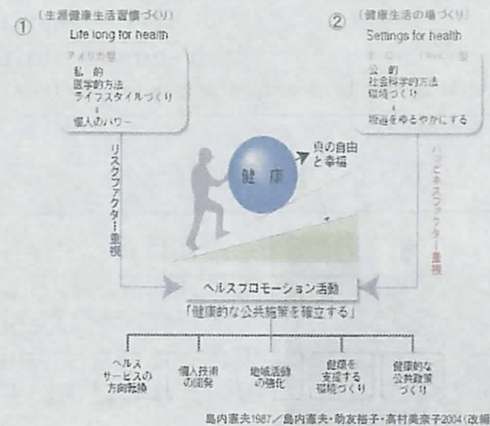 ① 〔生涯健康生活習慣づくり〕
Life long for health
アメリカ型
私 的
医学的方法
ライフスタイルづくり
個人のパワー
② 〔健康生活の場づくり〕
Settings for health
型
公 的
社会科学的方法
環境づくり
坂道をゆるやかにする
リスクファクター重視
健 康
真の自由
と幸福
ハッピネスファクター重視
ヘルスプロモーション活動
「健康的な公共施策を確立する」
ヘルス
サービスの
方向転換
個人技術
の開発
地域活動
の強化
健康を
支援する
環境づくり
健康的な
公共政策
づくり
島内憲夫1987/島内憲夫・助友裕子・高村美奈子2004(改編